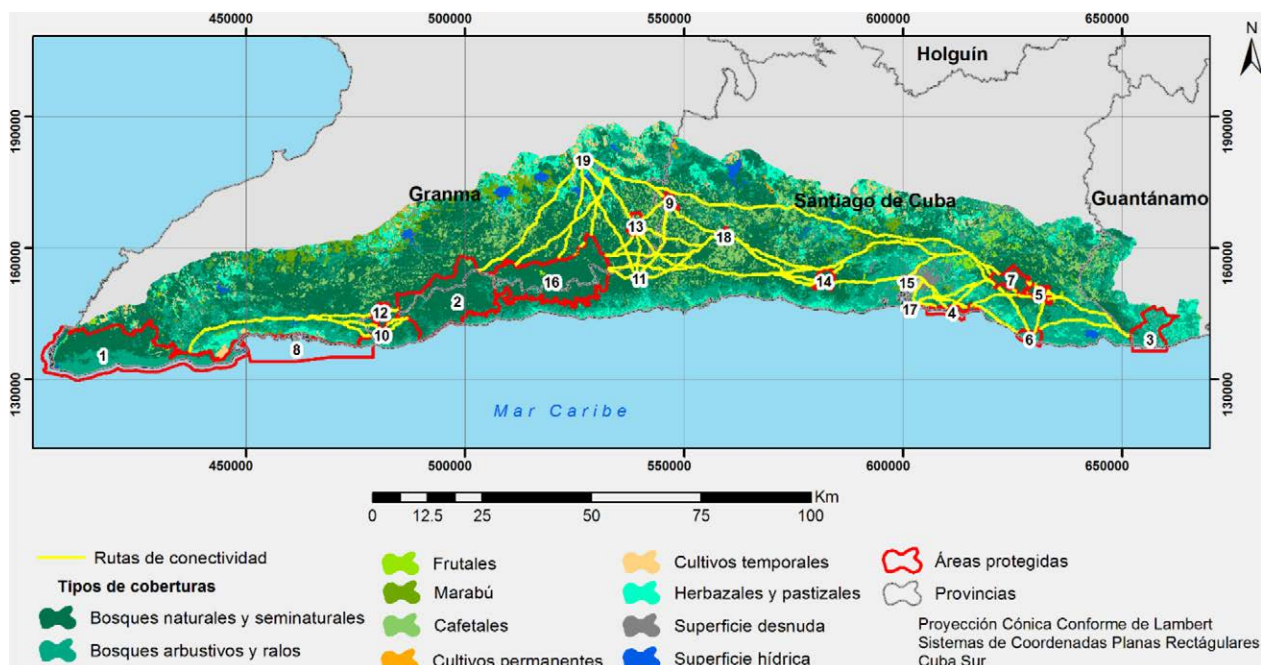 450000
500000
550000
600000
650000
N
Holguín
190000
190000
19
Granma
Santiago de Cuba
Guantánamo
9
13
18
160000
160000
11
14
15
7
5
16
2
12
17
4
10
6
3
1
8
130000
130000
Mar Caribe
450000
500000
550000
600000
650000
Km
0
12.5
25
50
75
100
Rutas de conectividad
Tipos de coberturas
Bosques naturales y seminaturales
Bosques arbustivos y ralos
Frutales
Marabú
Cafetales
Cultivos permanentes
Cultivos temporales
Herbazales y pastizales
Superficie desnuda
Superficie hídrica
Áreas protegidas
Provincias
Proyección Cónica Conforme de Lambert
Sistemas de Coordenadas Planas Rectágulares
Cuba Sur